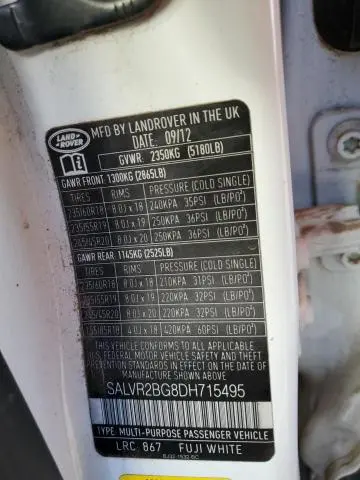 LAND
ROVER
MFD BY LANDROVER IN THE UK
DATE: 09/12
GVWR: 2350KG (5180LB)
GAWR FRONT: 1300KG (2865LB)
TIRES RIMS PRESSURE (COLD SINGLE)
235/60R18 8.0J x 18 240KPA 35PSI (LB/PO²)
235/55R19 8.0J x 19 250KPA 36PSI (LB/PO²)
245/45R20 8.0J x 20 250KPA 36PSI (LB/PO²)
GAWR REAR: 1145KG (2525LB)
TIRES RIMS PRESSURE (COLD SINGLE)
235/60R18 8.0J x 18 210KPA 31PSI (LB/PO²)
235/55R19 8.0J x 19 220KPA 32PSI (LB/PO²)
245/45R20 8.0J x 20 220KPA 32PSI (LB/PO²)
155/85R18 4.0J x 18 420KPA 60PSI (LB/PO²)
THIS VEHICLE CONFORMS TO ALL APPLICABLE
FEDERAL MOTOR VEHICLE SAFETY AND THEFT
PREVENTION STANDARDS IN EFFECT ON THE DATE
OF MANUFACTURE SHOWN ABOVE.
SALVR2BG8DH715495
TYPE: MULTI-PURPOSE PASSENGER VEHICLE
LRC 867 FUJI WHITE